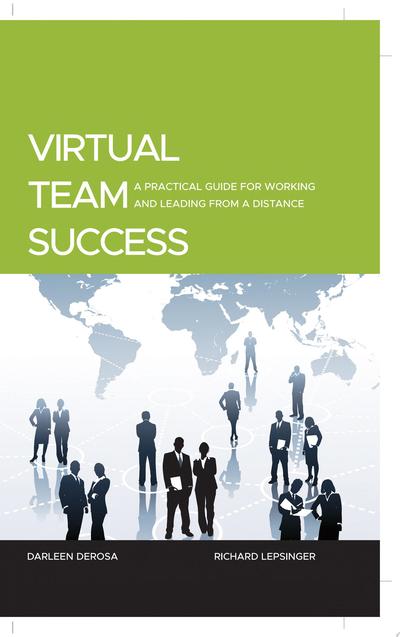 VIRTUAL
TEAM
A PRACTICAL GUIDE FOR WORKING
AND LEADING FROM A DISTANCE
SUCCESS
DARLEEN DEROSA
RICHARD LEPSINGER